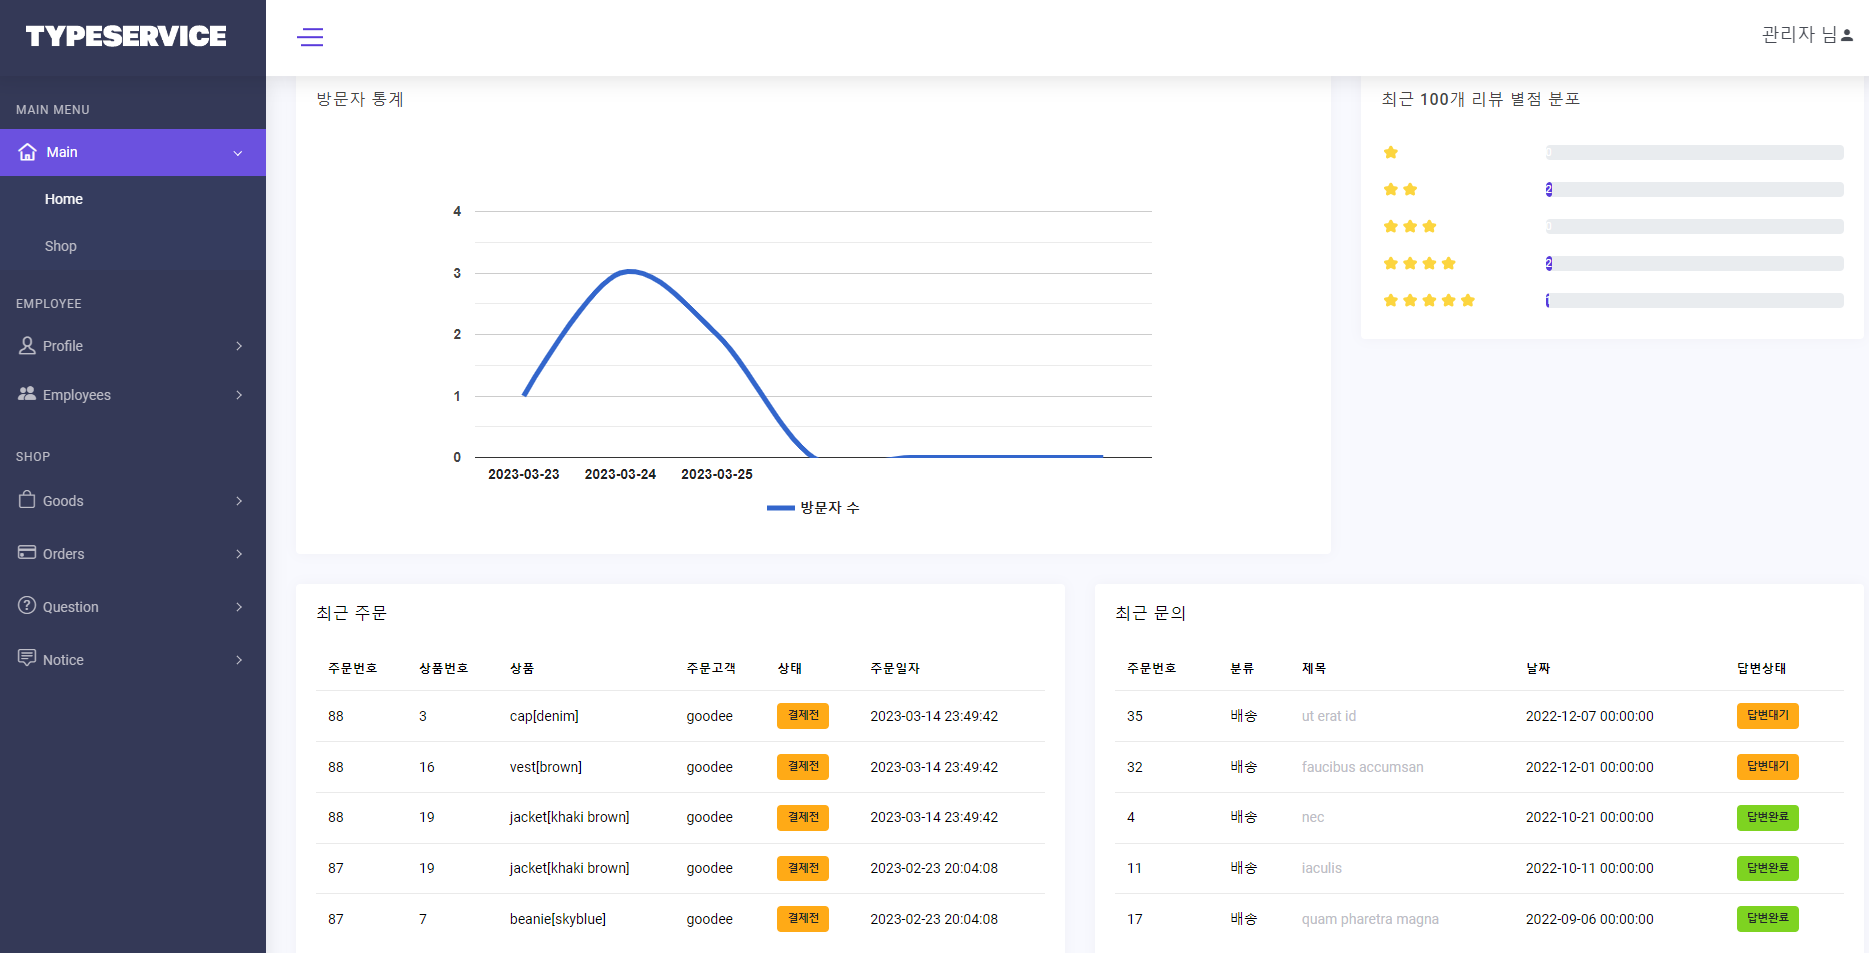 TYPESERVICE
관리자 님
MAIN MENU
Main
Home
Shop
EMPLOYEE
Profile
Employees
SHOP
Goods
Orders
Question
Notice
방문자 통계
4
3
2
1
0
2023-03-23 2023-03-24 2023-03-25
방문자 수
최근 100개 리뷰 별점 분포
0
2
0
2
1
최근 주문
주문번호 상품번호 상품 주문고객 상태 주문일자
88 3 cap[denim] goodee 결제전 2023-03-14 23:49:42
88 16 vest[brown] goodee 결제전 2023-03-14 23:49:42
88 19 jacket[khaki brown] goodee 결제전 2023-03-14 23:49:42
87 19 jacket[khaki brown] goodee 결제전 2023-02-23 20:04:08
87 7 beanie[skyblue] goodee 결제전 2023-02-23 20:04:08
최근 문의
주문번호 분류 제목 날짜 답변상태
35 배송 ut erat id 2022-12-07 00:00:00 답변대기
32 배송 faucibus accumsan 2022-12-01 00:00:00 답변대기
4 배송 nec 2022-10-21 00:00:00 답변완료
11 배송 iaculis 2022-10-11 00:00:00 답변완료
17 배송 quam pharetra magna 2022-09-06 00:00:00 답변완료